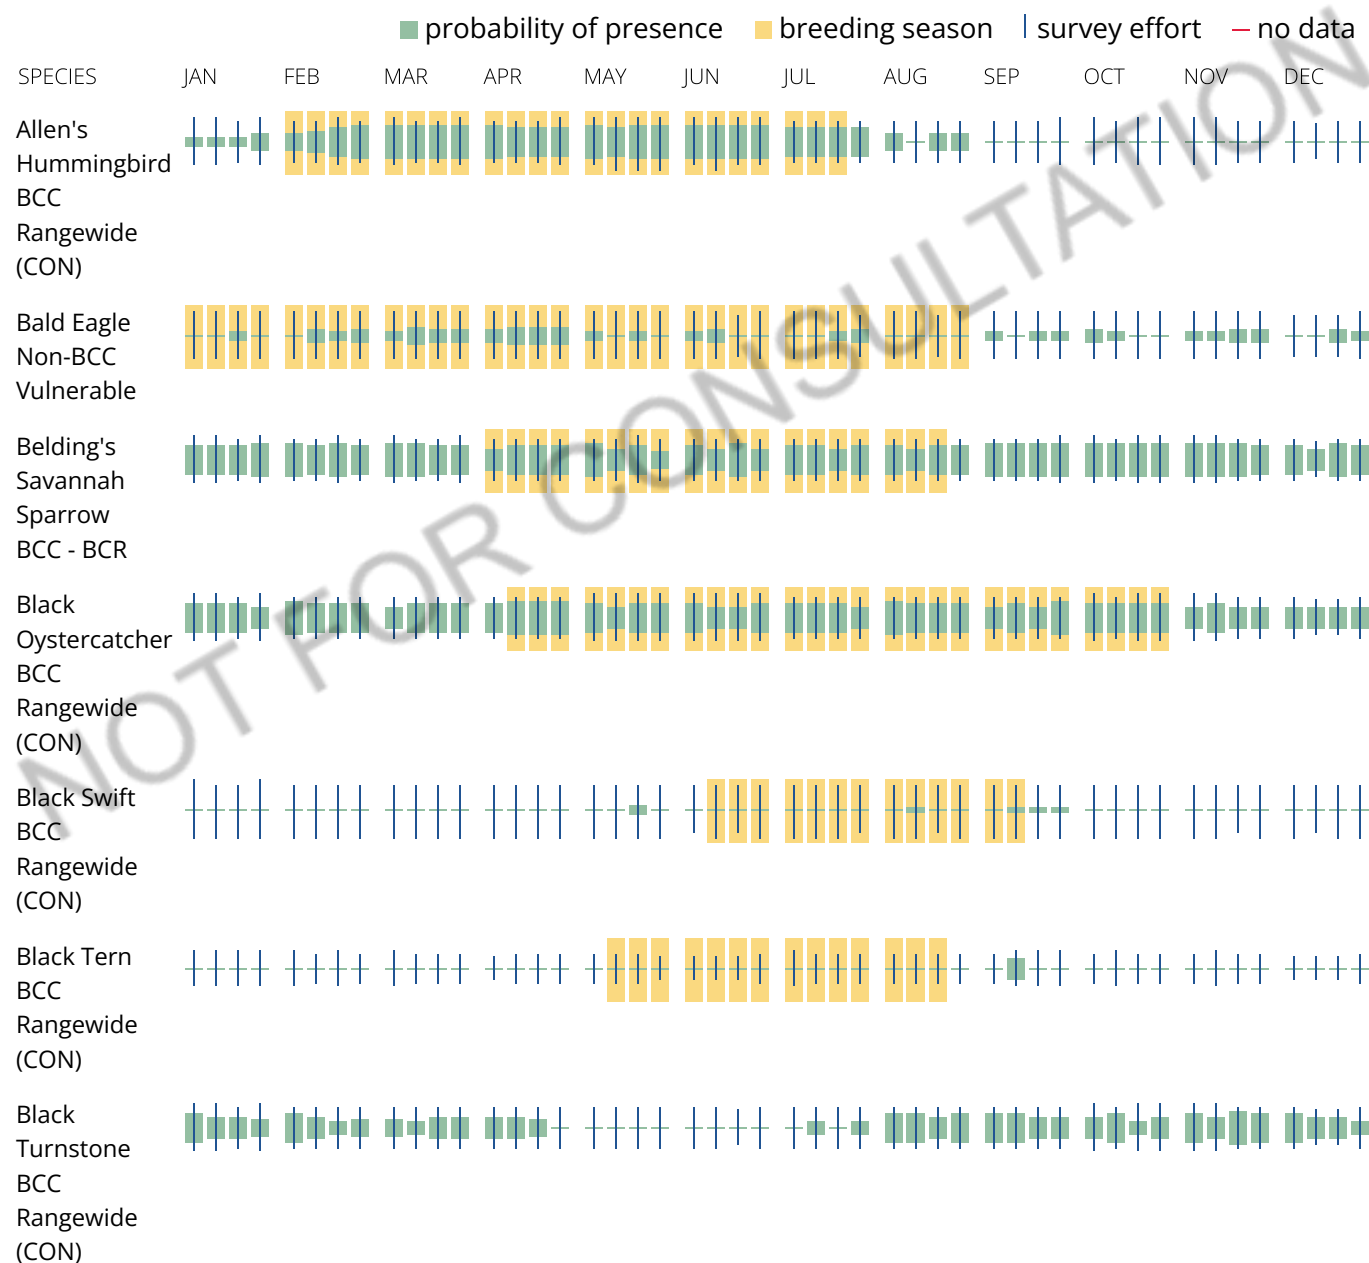 probability of presence breeding season survey effort no data
SPECIES JAN FEB MAR APR MAY JUN JUL AUG SEP OCT NOV DEC
Allen's
Hummingbird
BCC
Rangewide
(CON)
Bald Eagle
Non-BCC
Vulnerable
Belding's
Savannah
Sparrow
BCC - BCR
Black
Oystercatcher
BCC
Rangewide
(CON)
Black Swift
BCC
Rangewide
(CON)
Black Tern
BCC
Rangewide
(CON)
Black
Turnstone
BCC
Rangewide
(CON)
NOT FOR CONSULTATION